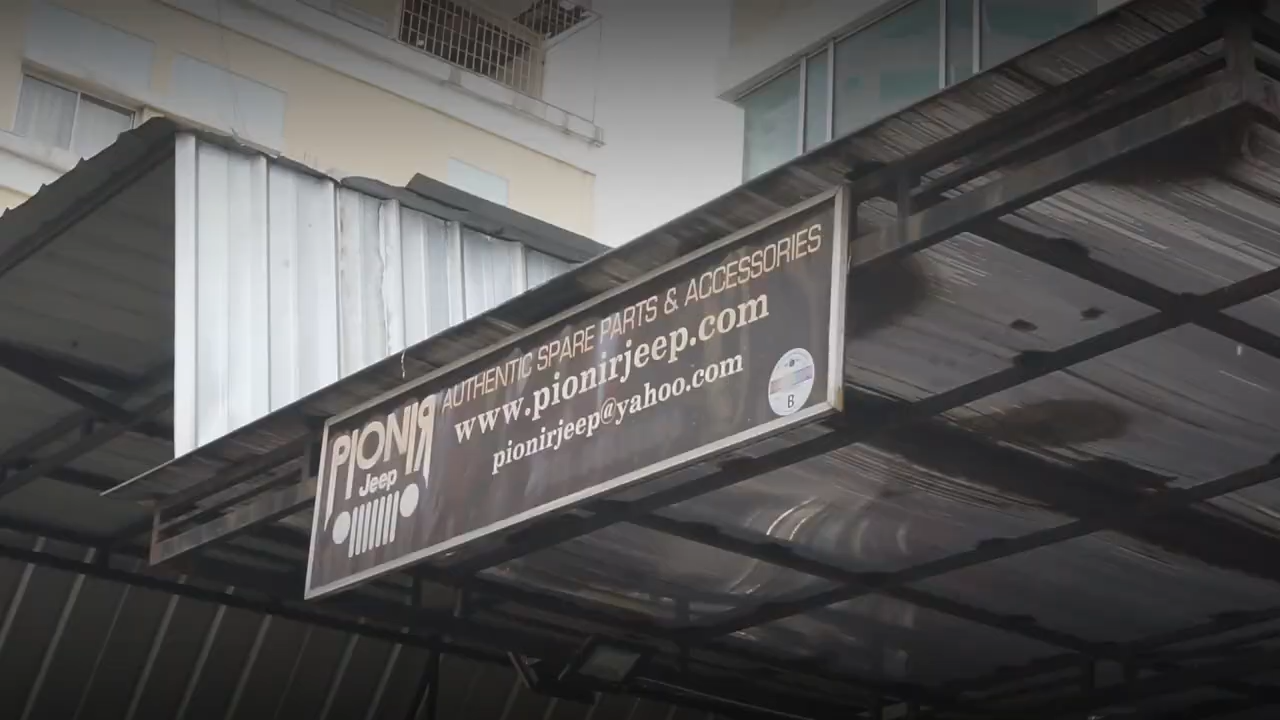 PIONIR
Jeep
AUTHENTIC SPARE PARTS & ACCESSORIES
www.pionirjeep.com
pionirjeep@yahoo.com
B